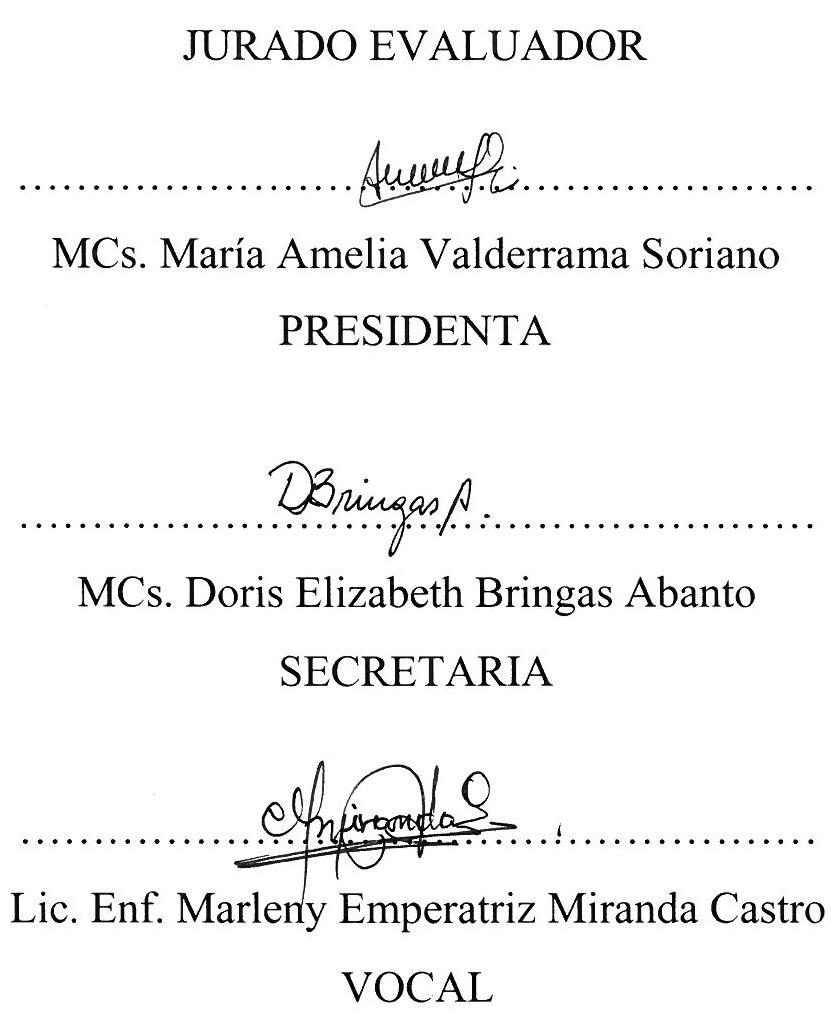 JURADO EVALUADOR
MCs. María Amelia Valderrama Soriano
PRESIDENTA
DBringas A.
MCs. Doris Elizabeth Bringas Abanto
SECRETARIA
Lic. Enf. Marleny Emperatriz Miranda Castro
VOCAL